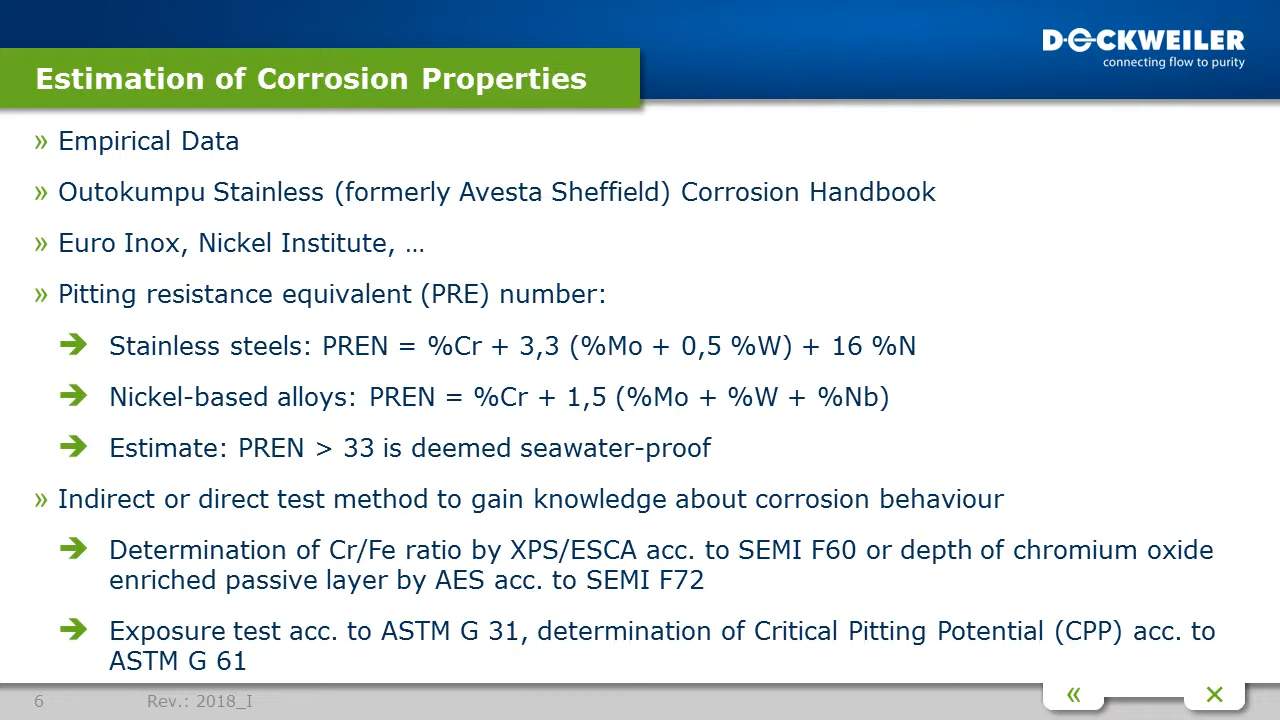 DOCKWEILER
connecting flow to purity
Estimation of Corrosion Properties
» Empirical Data
» Outokumpu Stainless (formerly Avesta Sheffield) Corrosion Handbook
» Euro Inox, Nickel Institute, …
» Pitting resistance equivalent (PRE) number:
➔ Stainless steels: PREN = %Cr + 3,3 (%Mo + 0,5 %W) + 16 %N
➔ Nickel-based alloys: PREN = %Cr + 1,5 (%Mo + %W + %Nb)
➔ Estimate: PREN > 33 is deemed seawater-proof
» Indirect or direct test method to gain knowledge about corrosion behaviour
➔ Determination of Cr/Fe ratio by XPS/ESCA acc. to SEMI F60 or depth of chromium oxide
enriched passive layer by AES acc. to SEMI F72
➔ Exposure test acc. to ASTM G 31, determination of Critical Pitting Potential (CPP) acc. to
ASTM G 61
6 Rev.: 2018_I « ×